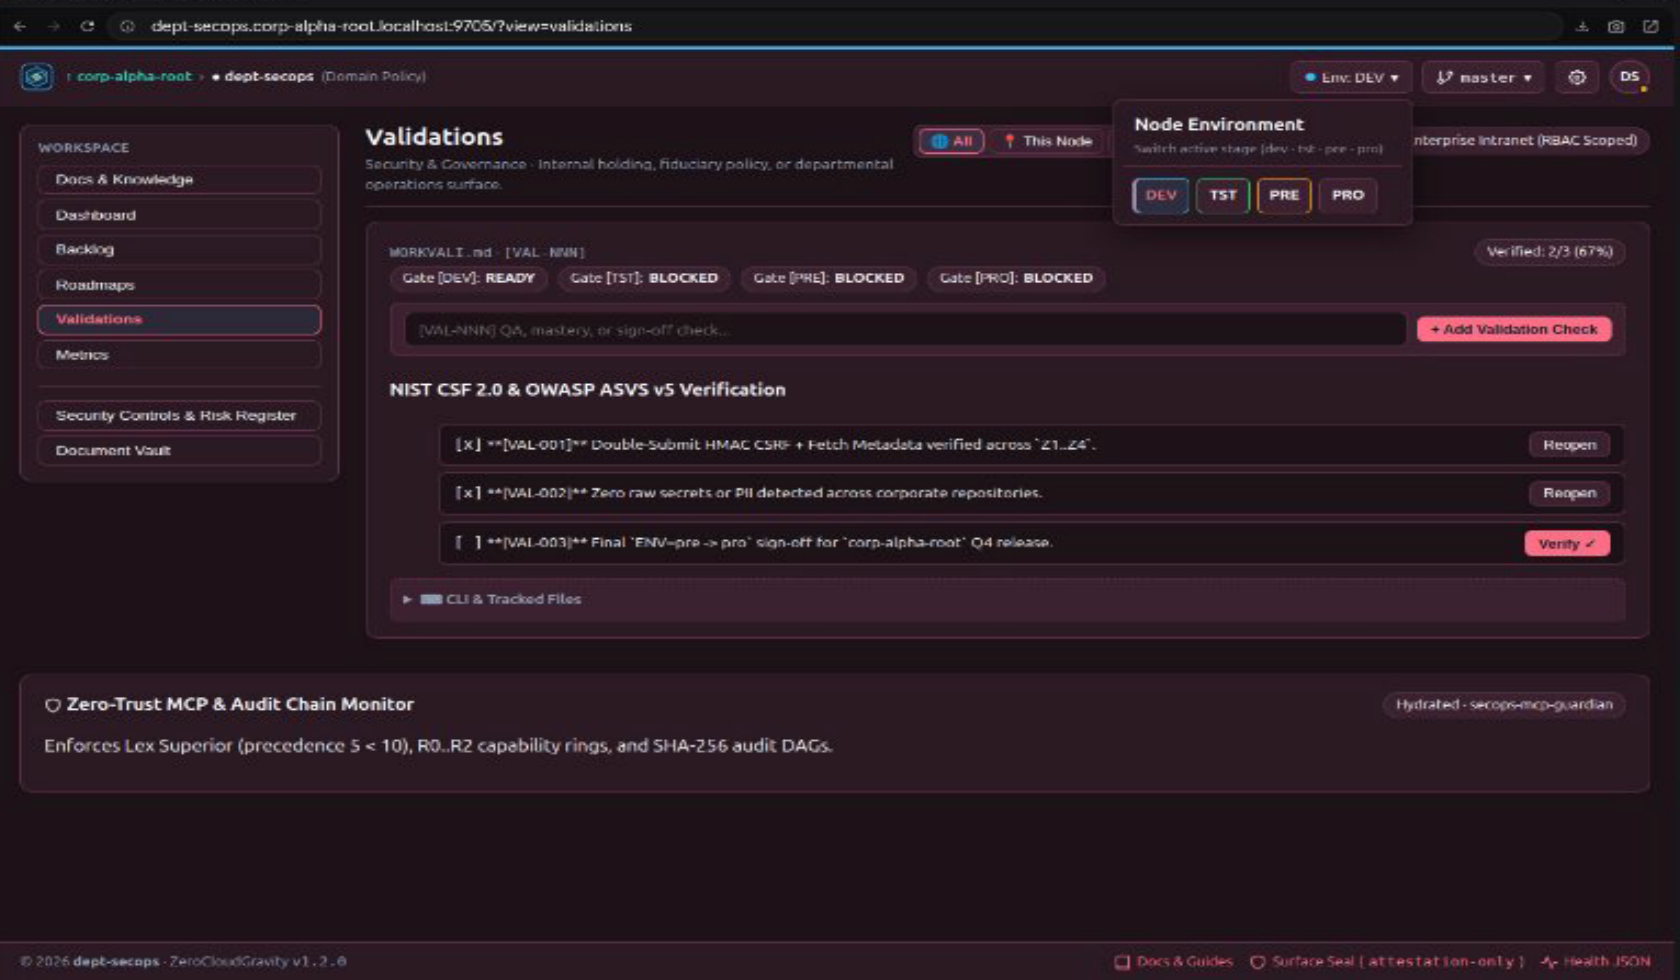 dept-secops.corp-alpha-root.localhost:9705/?view=validations
↑ corp-alpha-root › ● dept-secops (Domain Policy)
Env: DEV ▾
master ▾
DS
WORKSPACE
Docs & Knowledge
Dashboard
Backlog
Roadmaps
Validations
Metrics
Security Controls & Risk Register
Document Vault
Validations
Security & Governance · Internal holding, fiduciary policy, or departmental
operations surface.
All
This Node
nterprise Intranet (RBAC Scoped)
Node Environment
Switch active stage (dev · tst · pre · pro)
DEV TST PRE PRO
WORKVALI.md · [VAL-NNN]
Verified: 2/3 (67%)
Gate [DEV]: READY
Gate [TST]: BLOCKED
Gate [PRE]: BLOCKED
Gate [PRO]: BLOCKED
[VAL-NNN] QA, mastery, or sign-off check...
+ Add Validation Check
NIST CSF 2.0 & OWASP ASVS v5 Verification
[x] **[VAL-001]** Double-Submit HMAC CSRF + Fetch Metadata verified across `Z1..Z4`.
Reopen
[x] **[VAL-002]** Zero raw secrets or PII detected across corporate repositories.
Reopen
[ ] **[VAL-003]** Final `ENV=pre -> pro` sign-off for `corp-alpha-root` Q4 release.
Verify ✓
▸ CLI & Tracked Files
Zero-Trust MCP & Audit Chain Monitor
Hydrated · secops-mcp-guardian
Enforces Lex Superior (precedence 5 < 10), R0..R2 capability rings, and SHA-256 audit DAGs.
© 2026 dept-secops · ZeroCloudGravity v1.2.0
Docs & Guides
Surface Seal (attestation-only)
Health JSON